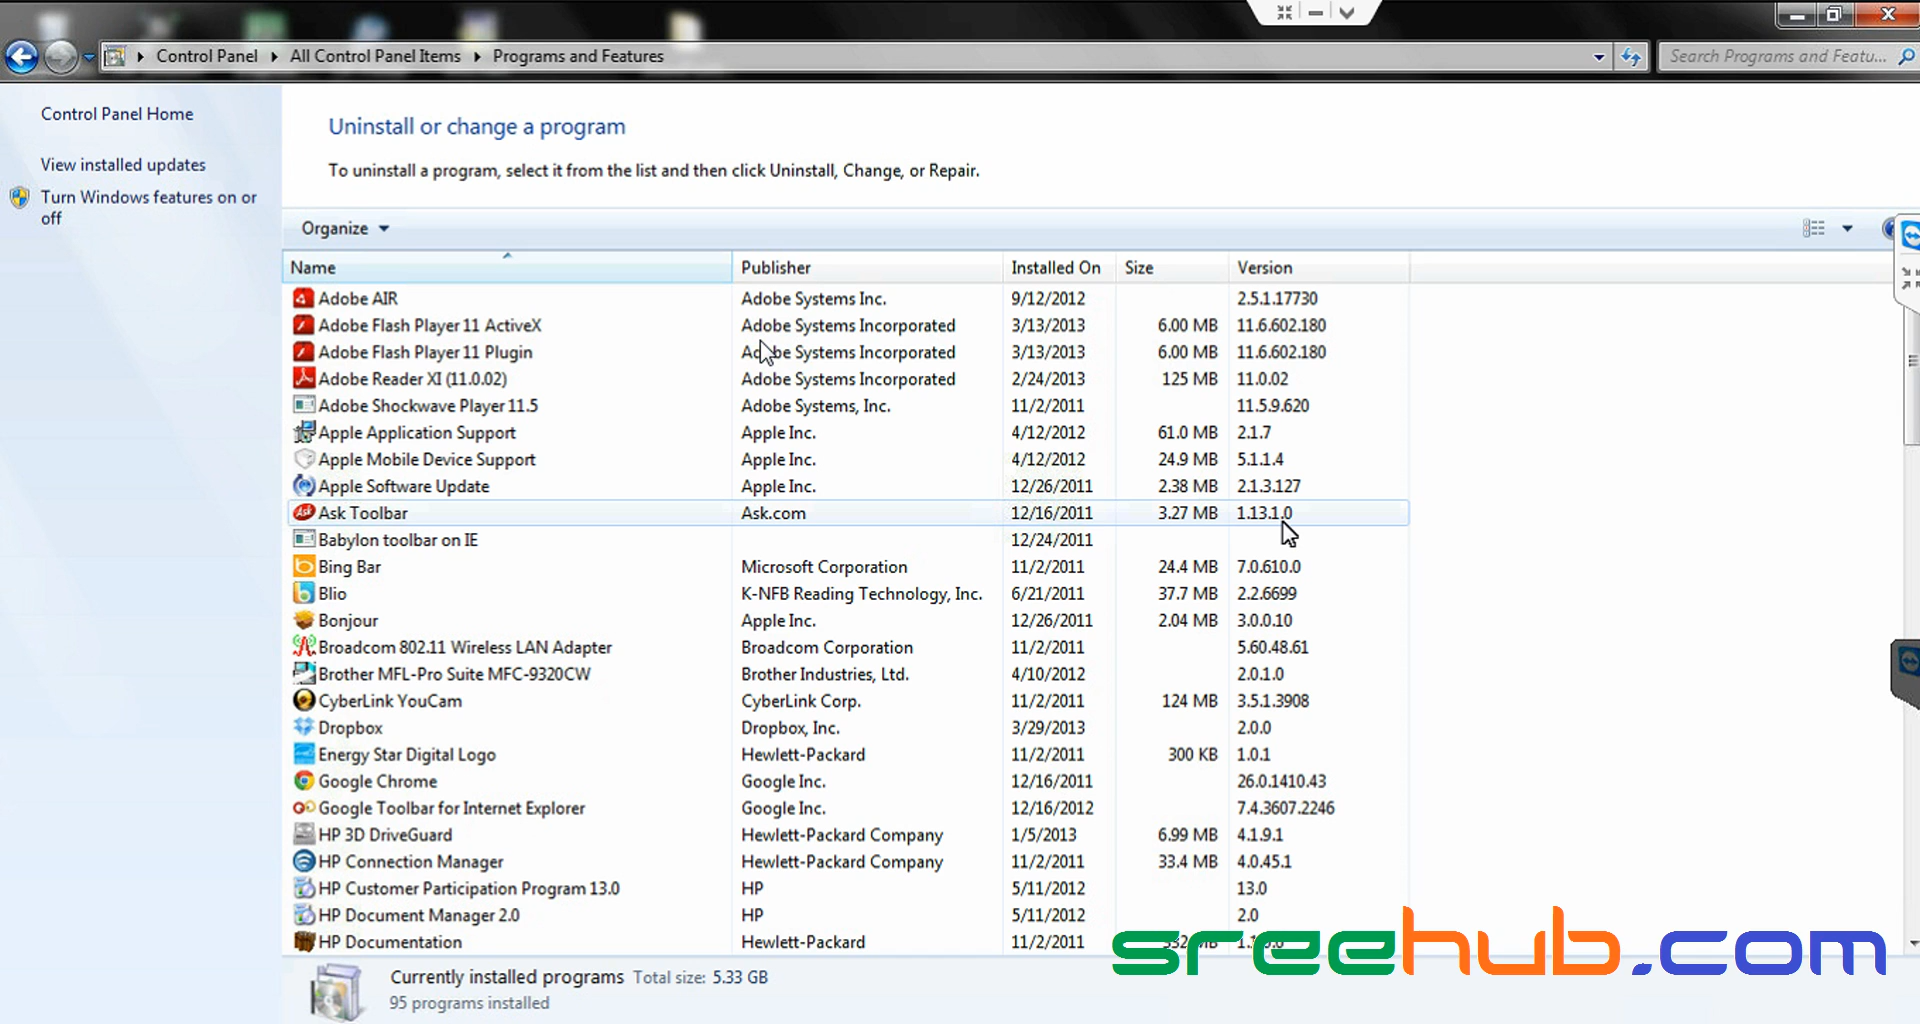 Control Panel ▸ All Control Panel Items ▸ Programs and Features
Search Programs and Featu...
Control Panel Home
View installed updates
Turn Windows features on or
off
Uninstall or change a program
To uninstall a program, select it from the list and then click Uninstall, Change, or Repair.
Organize
Name Publisher Installed On Size Version
Adobe AIR Adobe Systems Inc. 9/12/2012 2.5.1.17730
Adobe Flash Player 11 ActiveX Adobe Systems Incorporated 3/13/2013 6.00 MB 11.6.602.180
Adobe Flash Player 11 Plugin Adobe Systems Incorporated 3/13/2013 6.00 MB 11.6.602.180
Adobe Reader XI (11.0.02) Adobe Systems Incorporated 2/24/2013 125 MB 11.0.02
Adobe Shockwave Player 11.5 Adobe Systems, Inc. 11/2/2011 11.5.9.620
Apple Application Support Apple Inc. 4/12/2012 61.0 MB 2.1.7
Apple Mobile Device Support Apple Inc. 4/12/2012 24.9 MB 5.1.1.4
Apple Software Update Apple Inc. 12/26/2011 2.38 MB 2.1.3.127
Ask Toolbar Ask.com 12/16/2011 3.27 MB 1.13.1.0
Babylon toolbar on IE 12/24/2011
Bing Bar Microsoft Corporation 11/2/2011 24.4 MB 7.0.610.0
Blio K-NFB Reading Technology, Inc. 6/21/2011 37.7 MB 2.2.6699
Bonjour Apple Inc. 12/26/2011 2.04 MB 3.0.0.10
Broadcom 802.11 Wireless LAN Adapter Broadcom Corporation 11/2/2011 5.60.48.61
Brother MFL-Pro Suite MFC-9320CW Brother Industries, Ltd. 4/10/2012 2.0.1.0
CyberLink YouCam CyberLink Corp. 11/2/2011 124 MB 3.5.1.3908
Dropbox Dropbox, Inc. 3/29/2013 2.0.0
Energy Star Digital Logo Hewlett-Packard 11/2/2011 300 KB 1.0.1
Google Chrome Google Inc. 12/16/2011 26.0.1410.43
Google Toolbar for Internet Explorer Google Inc. 12/16/2012 7.4.3607.2246
HP 3D DriveGuard Hewlett-Packard Company 1/5/2013 6.99 MB 4.1.9.1
HP Connection Manager Hewlett-Packard Company 11/2/2011 33.4 MB 4.0.45.1
HP Customer Participation Program 13.0 HP 5/11/2012 13.0
HP Document Manager 2.0 HP 5/11/2012 2.0
HP Documentation Hewlett-Packard 11/2/2011
sreehub.com
Currently installed programs Total size: 5.33 GB
95 programs installed